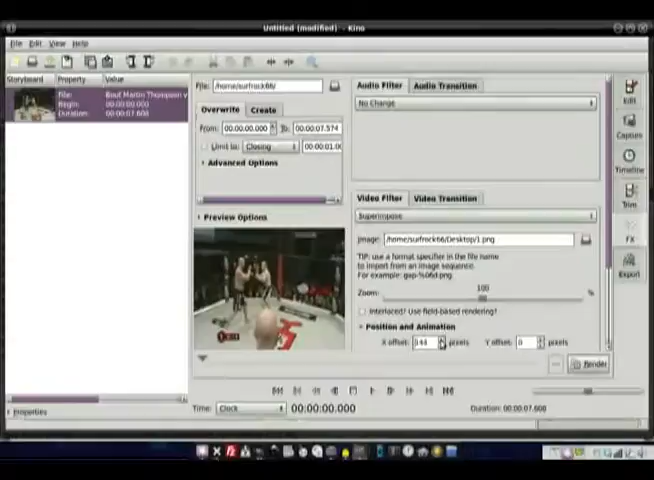 Untitled (modified) - Kino
File Edit View Help
Storyboard Property Value
File: Bout Martin Thompson v
Begin: 00:00:00.000
Duration: 00:00:07.608
File: /home/surfrock66/
Overwrite Create
From: 00:00:00.000 To: 00:00:07.574
Limit to: Closing 00:00:01.00
Advanced Options
Preview Options
Audio Filter Audio Transition
No Change
Video Filter Video Transition
Superimpose
Image: /home/surfrock66/Desktop/1.png
TIP: use a format specifier in the file name
to import from an image sequence.
For example: gap-%06d.png
100
Zoom: %
Interlaced? Use field-based rendering!
Position and Animation
X offset: pixels Y offset: 0 pixels
Render
Edit
Capture
Timeline
Trim
FX
Export
Properties
Time: Clock 00:00:00.000 Duration: 00:00:07.608